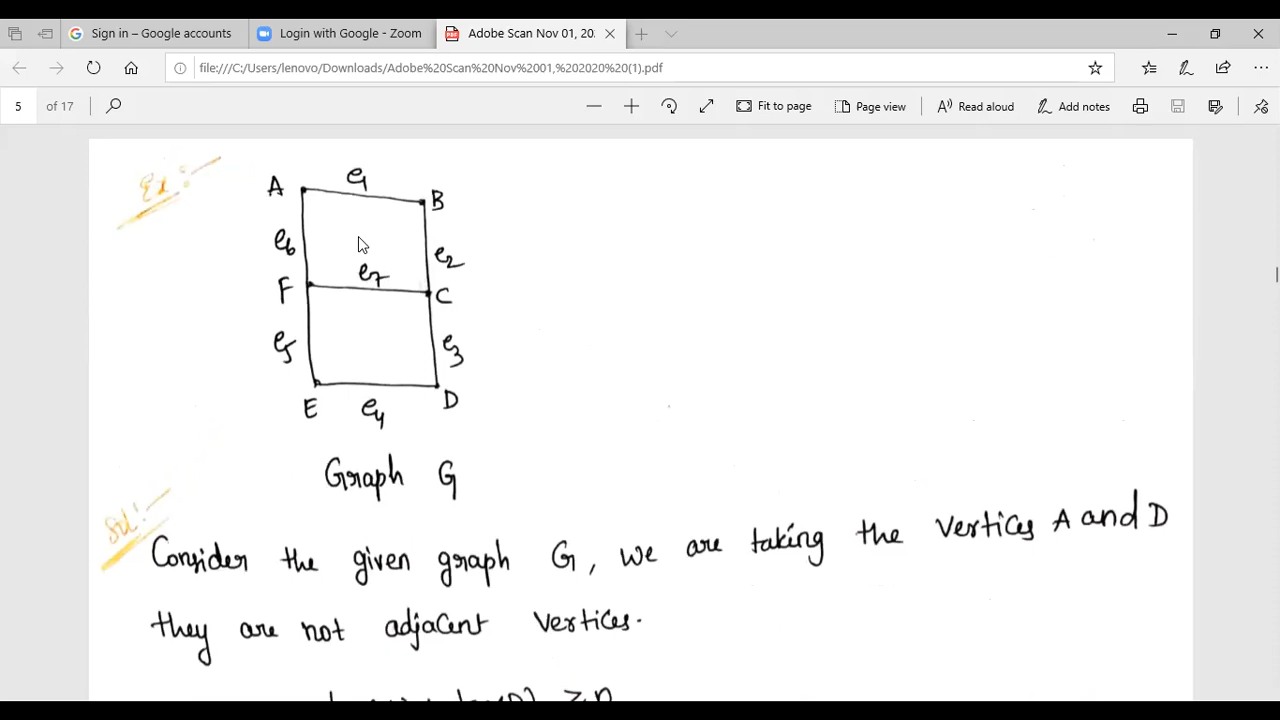 Sign in – Google accounts
Login with Google - Zoom
Adobe Scan Nov 01, 202
file:///C:/Users/lenovo/Downloads/Adobe%20Scan%20Nov%2001,%202020%20(1).pdf
5 of 17
Fit to page
Page view
Read aloud
Add notes
Ex:-
A e1 B
e6 e2
e7
F C
e5 e3
E e4 D
Graph G
Sol:-
Consider the given graph G, we are taking the vertices A and D
they are not adjacent vertices.